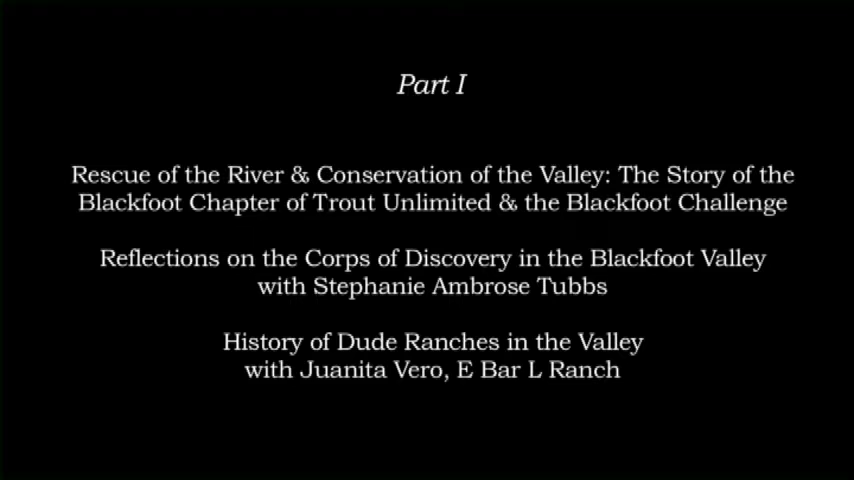 Part I
Rescue of the River & Conservation of the Valley: The Story of the
Blackfoot Chapter of Trout Unlimited & the Blackfoot Challenge
Reflections on the Corps of Discovery in the Blackfoot Valley
with Stephanie Ambrose Tubbs
History of Dude Ranches in the Valley
with Juanita Vero, E Bar L Ranch